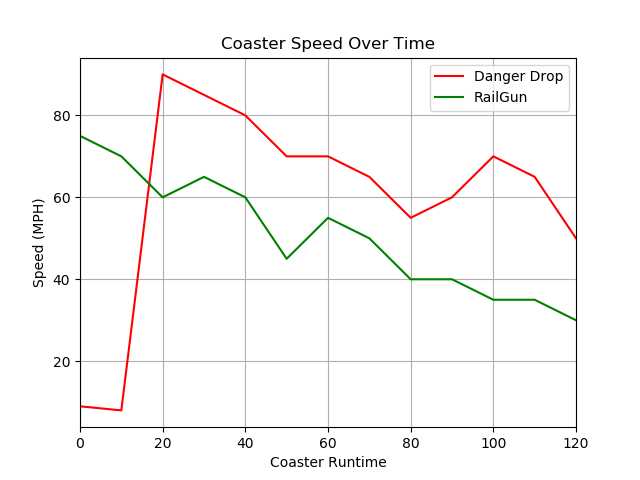 Coaster Speed Over Time
Danger Drop
RailGun
Speed (MPH)
80
60
40
20
0 20 40 60 80 100 120
Coaster Runtime